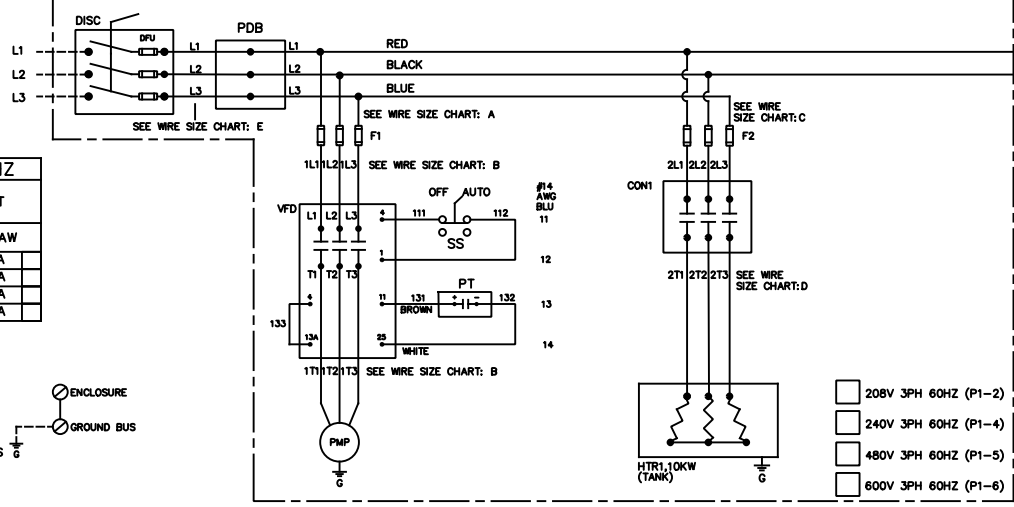 DISC
PDB
DFU
L1
L1
L1
RED
L2
L2
L2
BLACK
L3
L3
L3
BLUE
SEE WIRE SIZE CHART: E
SEE WIRE SIZE CHART: A
F1
SEE WIRE
SIZE CHART:C
F2
1L1 1L2 1L3
SEE WIRE SIZE CHART: B
2L1 2L2 2L3
CON1
VFD
L1 L2 L3
4
111
OFF AUTO
112
SS
#14
AWG
BLU
11
1
12
T1 T2 T3
2T1 2T2 2T3
SEE WIRE
SIZE CHART:D
4
11
131
BROWN
PT
+ -
132
13
133
13A
25
WHITE
14
1T1 1T2 1T3
SEE WIRE SIZE CHART: B
PMP
G
HTR1,10KW
(TANK)
G
ENCLOSURE
GROUND BUS
S
G
HZ
T
AW
A
A
A
A
208V 3PH 60HZ (P1-2)
240V 3PH 60HZ (P1-4)
480V 3PH 60HZ (P1-5)
600V 3PH 60HZ (P1-6)